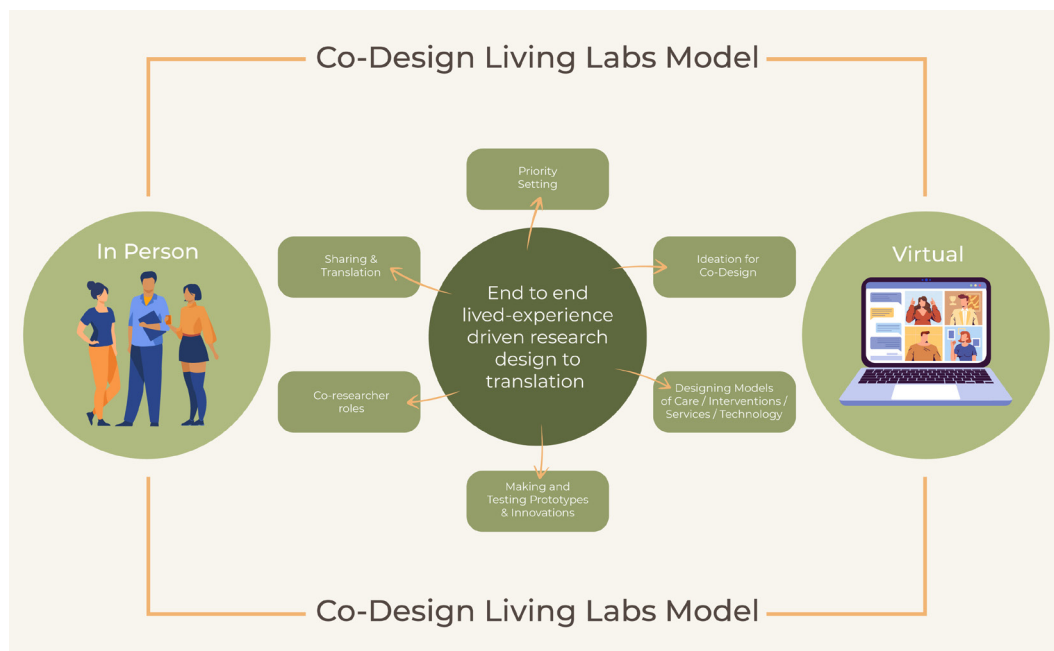 Co-Design Living Labs Model
Priority
Setting
In Person
Sharing &
Translation
Ideation for
Co-Design
Virtual
End to end
lived-experience
driven research
design to
translation
Co-researcher
roles
Designing Models
of Care / Interventions /
Services / Technology
Making and
Testing Prototypes
& Innovations
Co-Design Living Labs Model